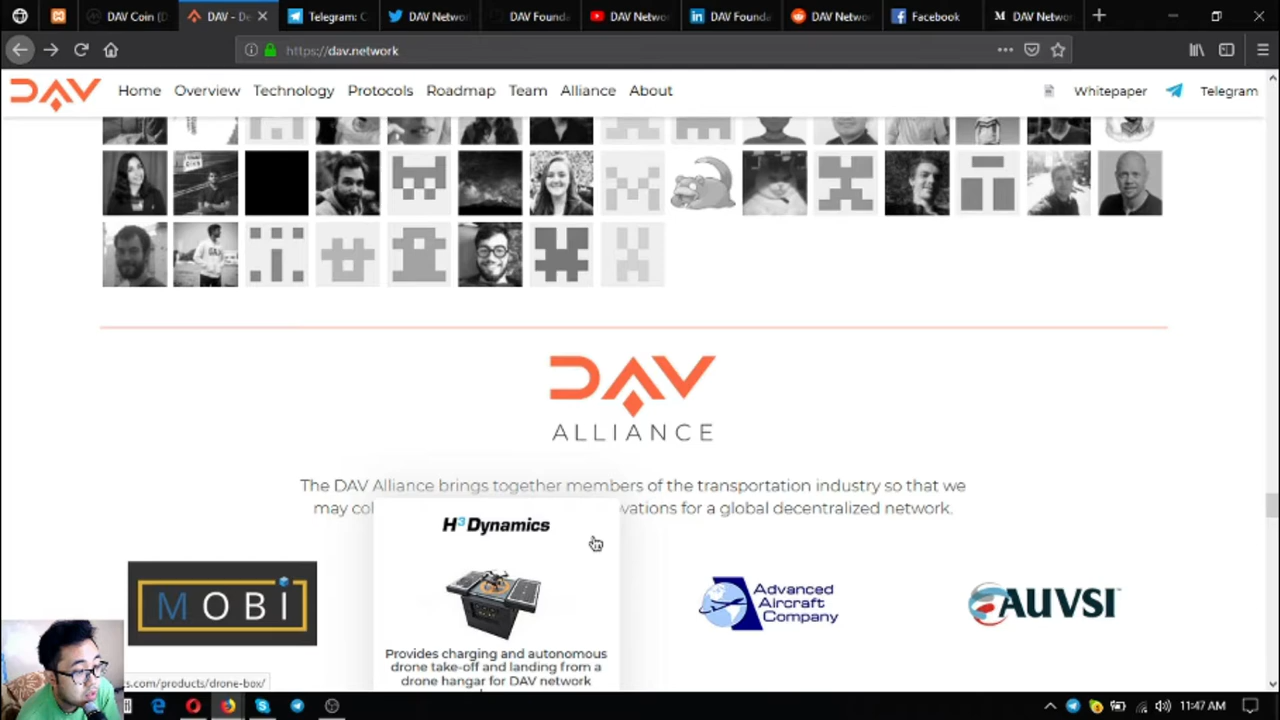 DAV Coin (D
DAV - De
Telegram: C
DAV Netwo
DAV Founda
DAV Netwo
DAV Founda
DAV Netwo
Facebook
DAV Netwo
https://dav.network
DAV Home Overview Technology Protocols Roadmap Team Alliance About Whitepaper Telegram
DAV
ALLIANCE
The DAV Alliance brings together members of the transportation industry so that we
may col ovations for a global decentralized network.
H3 Dynamics
MOBI
Advanced
Aircraft
Company
AUVSI
Provides charging and autonomous
drone take-off and landing from a
drone hangar for DAV network
cs.com/products/drone-box/
11:47 AM